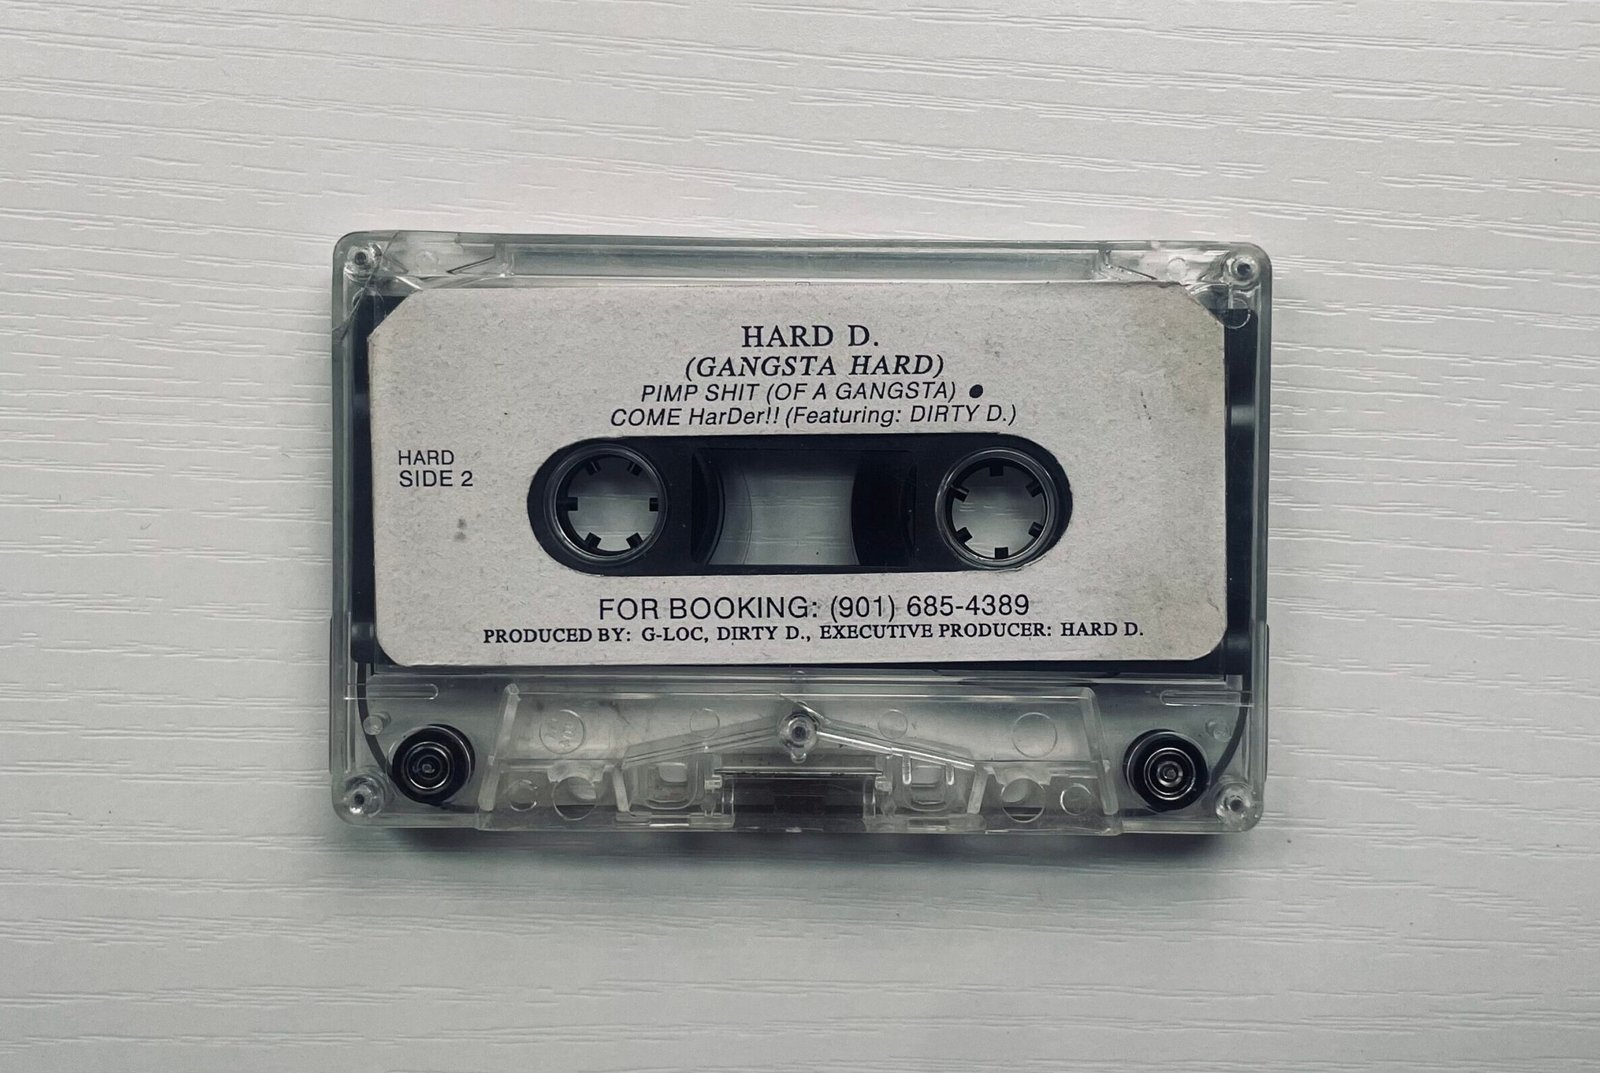 HARD D.
(GANGSTA HARD)
PIMP SHIT (OF A GANGSTA) ●
COME HarDer!! (Featuring: DIRTY D.)
HARD
SIDE 2
FOR BOOKING: (901) 685-4389
PRODUCED BY: G-LOC, DIRTY D., EXECUTIVE PRODUCER: HARD D.